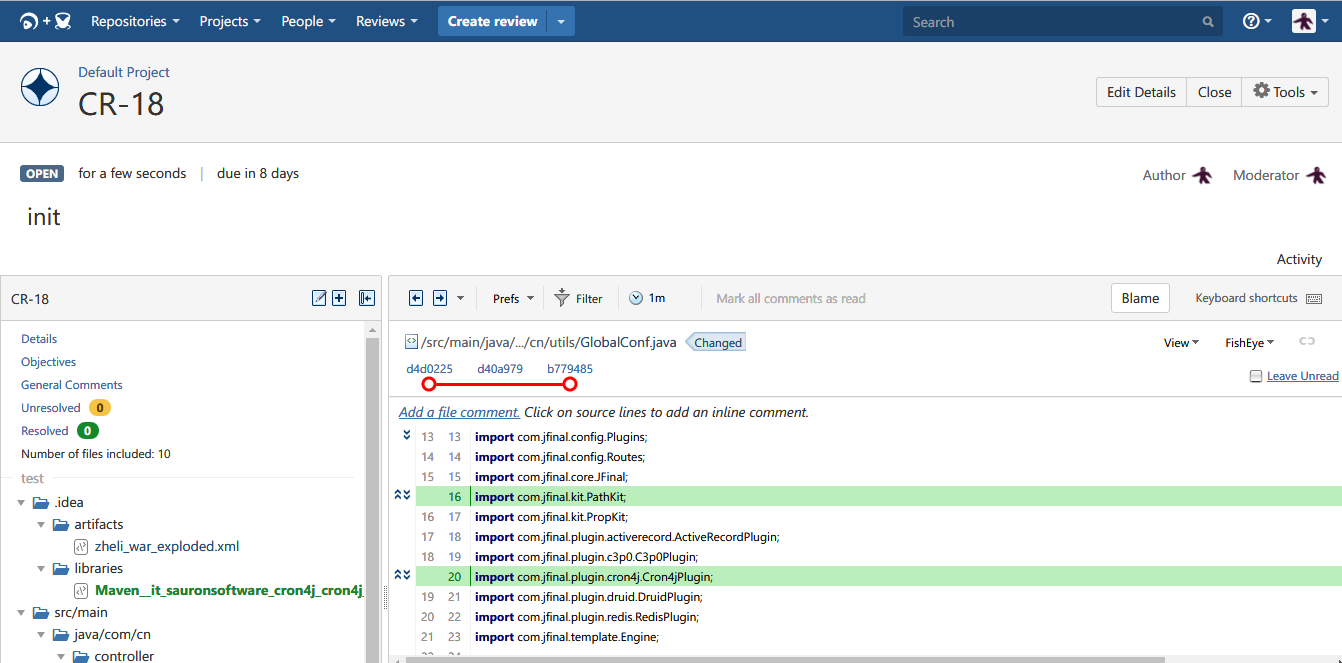 Repositories Projects People Reviews Create review Search
Default Project
CR-18
Edit Details Close Tools
OPEN for a few seconds | due in 8 days
Author Moderator
init
Activity
CR-18
Details
Objectives
General Comments
Unresolved 0
Resolved 0
Number of files included: 10
test
.idea
artifacts
zheli_war_exploded.xml
libraries
Maven__it_sauronsoftware_cron4j_cron4j_
src/main
java/com/cn
controller
Prefs Filter 1m Mark all comments as read Blame Keyboard shortcuts
/src/main/java/.../cn/utils/GlobalConf.java Changed View FishEye
d4d0225 d40a979 b779485
Leave Unread
Add a file comment. Click on source lines to add an inline comment.
13 13 import com.jfinal.config.Plugins;
14 14 import com.jfinal.config.Routes;
15 15 import com.jfinal.core.JFinal;
16 import com.jfinal.kit.PathKit;
16 17 import com.jfinal.kit.PropKit;
17 18 import com.jfinal.plugin.activerecord.ActiveRecordPlugin;
18 19 import com.jfinal.plugin.c3p0.C3p0Plugin;
20 import com.jfinal.plugin.cron4j.Cron4jPlugin;
19 21 import com.jfinal.plugin.druid.DruidPlugin;
20 22 import com.jfinal.plugin.redis.RedisPlugin;
21 23 import com.jfinal.template.Engine;